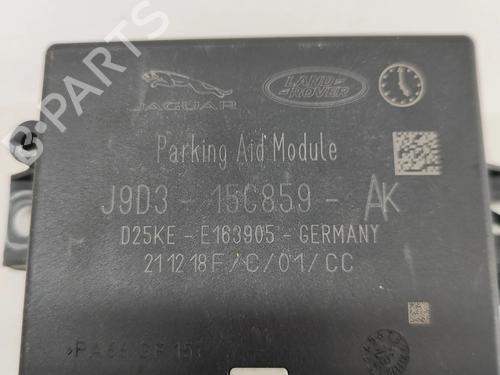 B-PARTS
JAGUAR
LAND-
ROVER
Parking Aid Module
J9D3 - 15C859 - AK
D25KE - E163905 - GERMANY
211218F/C/01/CC